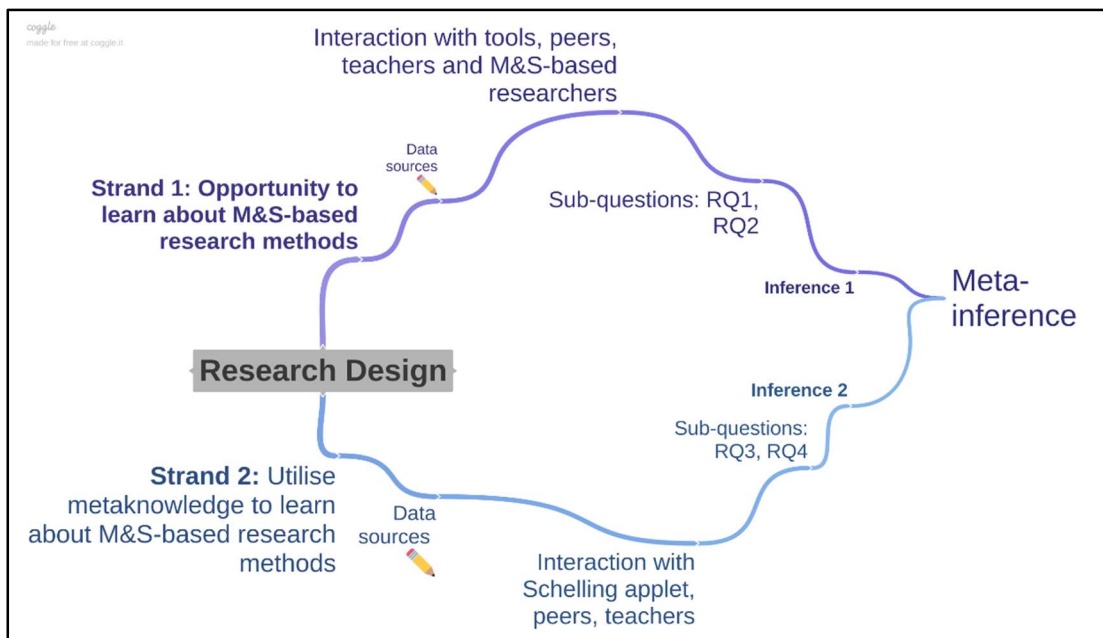 coggle
made for free at coggle.it
Interaction with tools, peers,
teachers and M&S-based
researchers
Data
sources
Strand 1: Opportunity to
learn about M&S-based
research methods
Sub-questions: RQ1,
RQ2
Inference 1
Meta-
inference
Research Design
Inference 2
Sub-questions:
RQ3, RQ4
Strand 2: Utilise
metaknowledge to learn
about M&S-based research
methods
Data
sources
Interaction with
Schelling applet,
peers, teachers